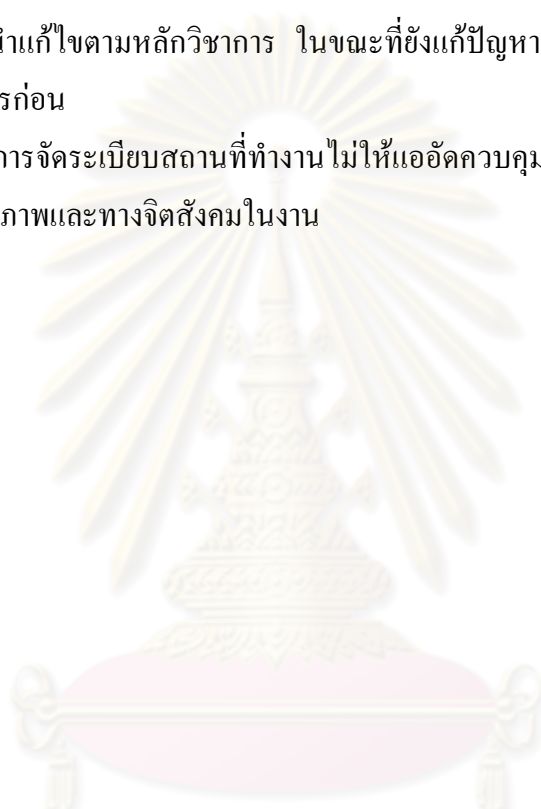 ำแก้ไขตามหลักวิชาการ ในขณะที่ยังแก้ปัญหา
รก่อน
การจัดระเบียบสถานที่ทำงานไม่ให้แออัดควบคุม
ภาพและทางจิตสังคมในงาน